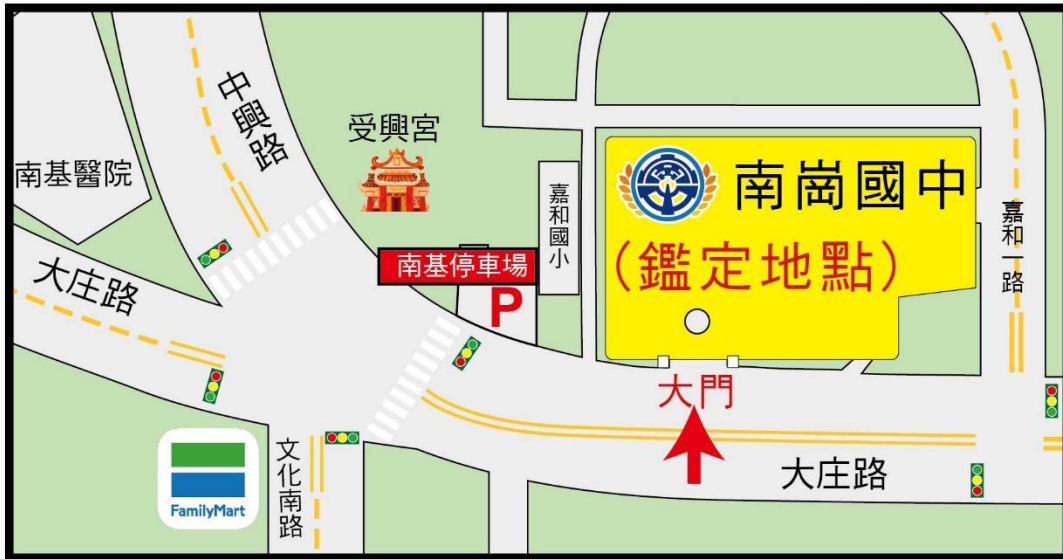 中興路
受興宮
南基醫院
南崗國中
（鑑定地點）
嘉和國小
嘉和一路
南基停車場
P
大庄路
大門
FamilyMart
文化南路
大庄路